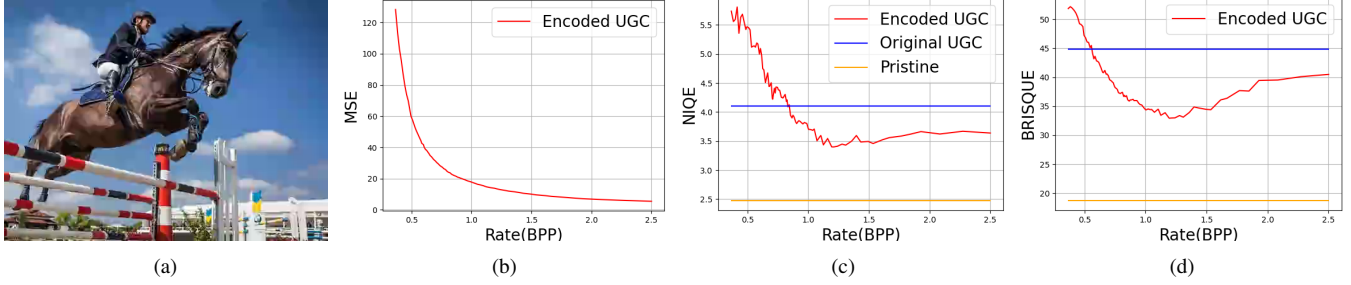 120
100
80
60
40
20
0
MSE
0.5 1.0 1.5 2.0 2.5
Rate(BPP)
Encoded UGC
5.5
5.0
4.5
4.0
3.5
3.0
2.5
NIQE
0.5 1.0 1.5 2.0 2.5
Rate(BPP)
Encoded UGC
Original UGC
Pristine
50
45
40
35
30
25
20
BRISQUE
0.5 1.0 1.5 2.0 2.5
Rate(BPP)
Encoded UGC
(a) (b) (c) (d)